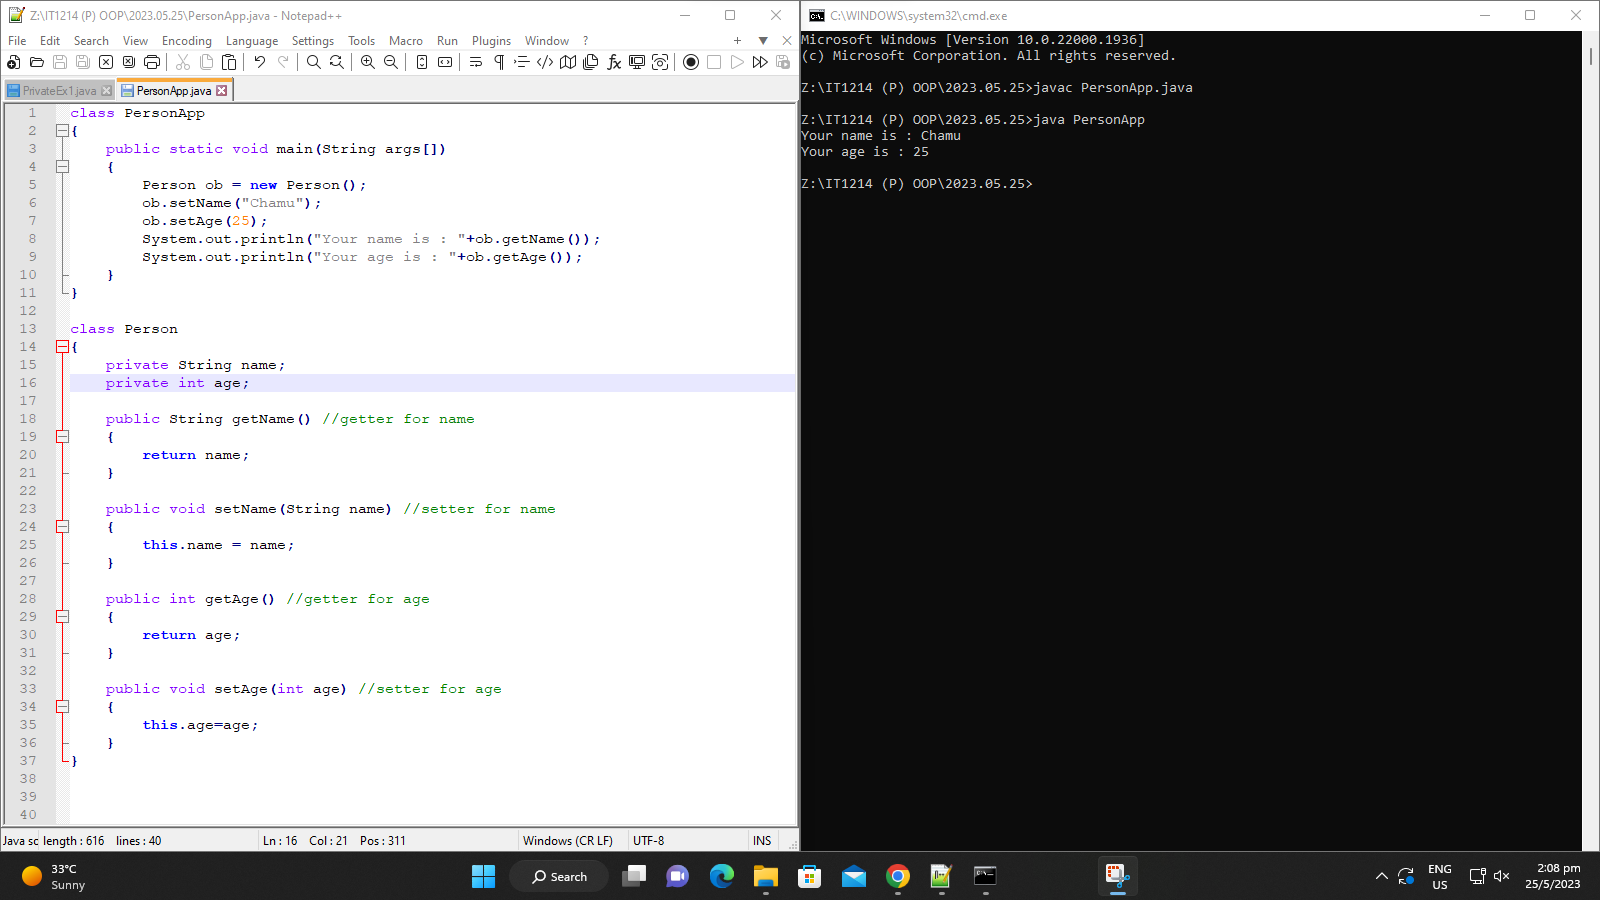 Z:\IT1214 (P) OOP\2023.05.25\PersonApp.java - Notepad++
File Edit Search View Encoding Language Settings Tools Macro Run Plugins Window ?
PrivateEx1.java PersonApp.java
1 class PersonApp
2 {
3 public static void main(String args[])
4 {
5 Person ob = new Person();
6 ob.setName("Chamu");
7 ob.setAge(25);
8 System.out.println("Your name is : "+ob.getName());
9 System.out.println("Your age is : "+ob.getAge());
10 }
11 }
12
13 class Person
14 {
15 private String name;
16 private int age;
17
18 public String getName() //getter for name
19 {
20 return name;
21 }
22
23 public void setName(String name) //setter for name
24 {
25 this.name = name;
26 }
27
28 public int getAge() //getter for age
29 {
30 return age;
31 }
32
33 public void setAge(int age) //setter for age
34 {
35 this.age=age;
36 }
37 }
38
39
40
Java sc length : 616 lines : 40 Ln : 16 Col : 21 Pos : 311 Windows (CR LF) UTF-8 INS
C:\WINDOWS\system32\cmd.exe
Microsoft Windows [Version 10.0.22000.1936]
(c) Microsoft Corporation. All rights reserved.
Z:\IT1214 (P) OOP\2023.05.25>javac PersonApp.java
Z:\IT1214 (P) OOP\2023.05.25>java PersonApp
Your name is : Chamu
Your age is : 25
Z:\IT1214 (P) OOP\2023.05.25>
33°C
Sunny
Search
ENG
US
2:08 pm
25/5/2023